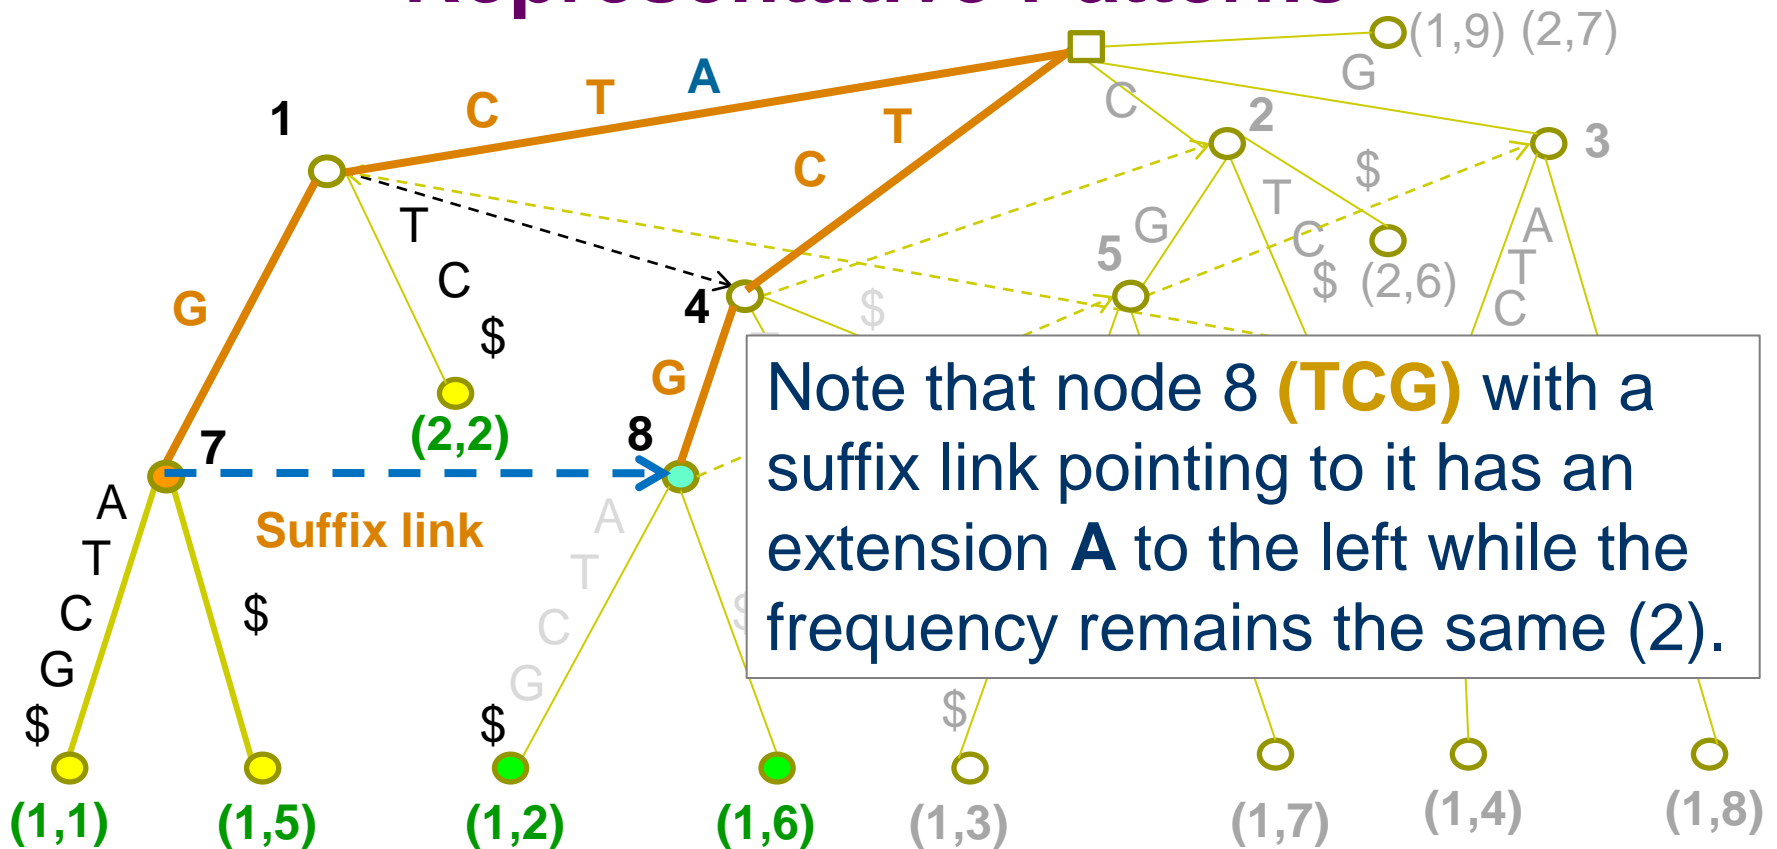 Representative Patterns
(1,9) (2,7)
A
T
C
G
1
T
C
C
2
3
$
T
C
G
A
T
C
$
(2,6)
5
G
T
C
$
4
$
G
G
7
(2,2)
8
Suffix link
A
T
C
G
$
$
A
T
C
G
$
$
$
Note that node 8 (TCG) with a
suffix link pointing to it has an
extension A to the left while the
frequency remains the same (2).
(1,1)
(1,5)
(1,2)
(1,6)
(1,3)
(1,7)
(1,4)
(1,8)